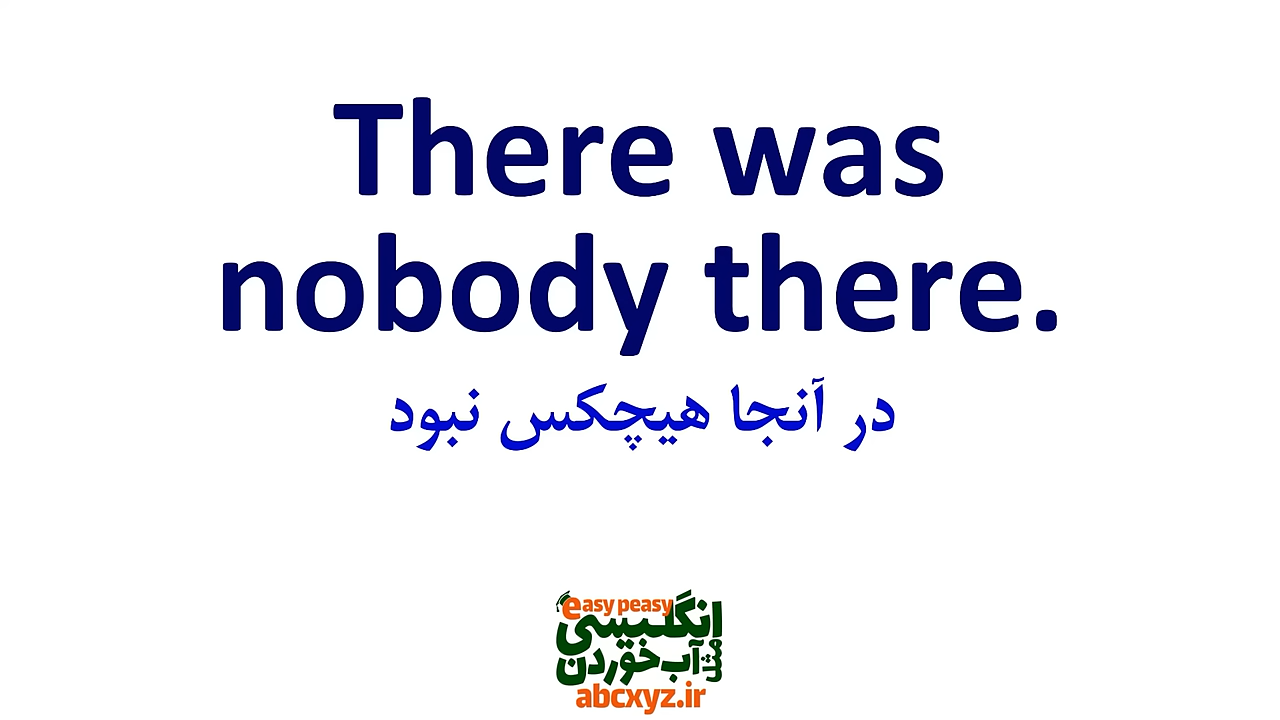 There was
nobody there.
در آنجا هیچکس نبود
easy peasy
انگلیسی
مثل آب خوردن
abcxyz.ir